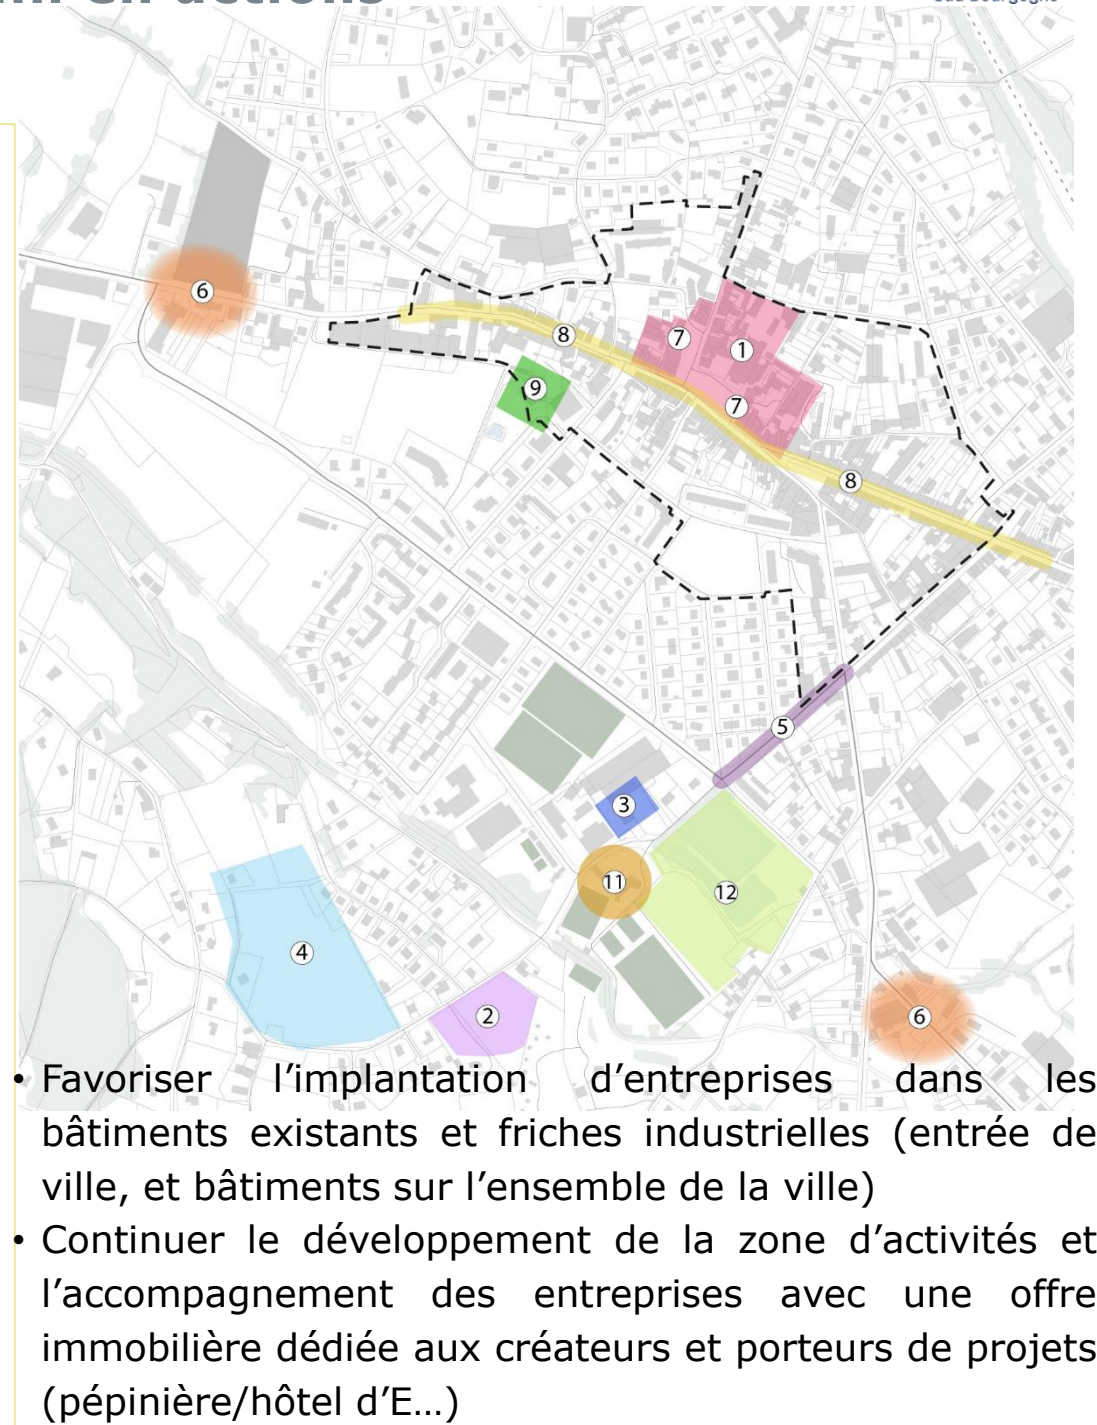 en actions
6
8
7
1
9
7
8
5
3
11
12
4
2
6
• Favoriser l’implantation d’entreprises dans les
bâtiments existants et friches industrielles (entrée de
ville, et bâtiments sur l’ensemble de la ville)
• Continuer le développement de la zone d’activités et
l’accompagnement des entreprises avec une offre
immobilière dédiée aux créateurs et porteurs de projets
(pépinière/hôtel d’E…)